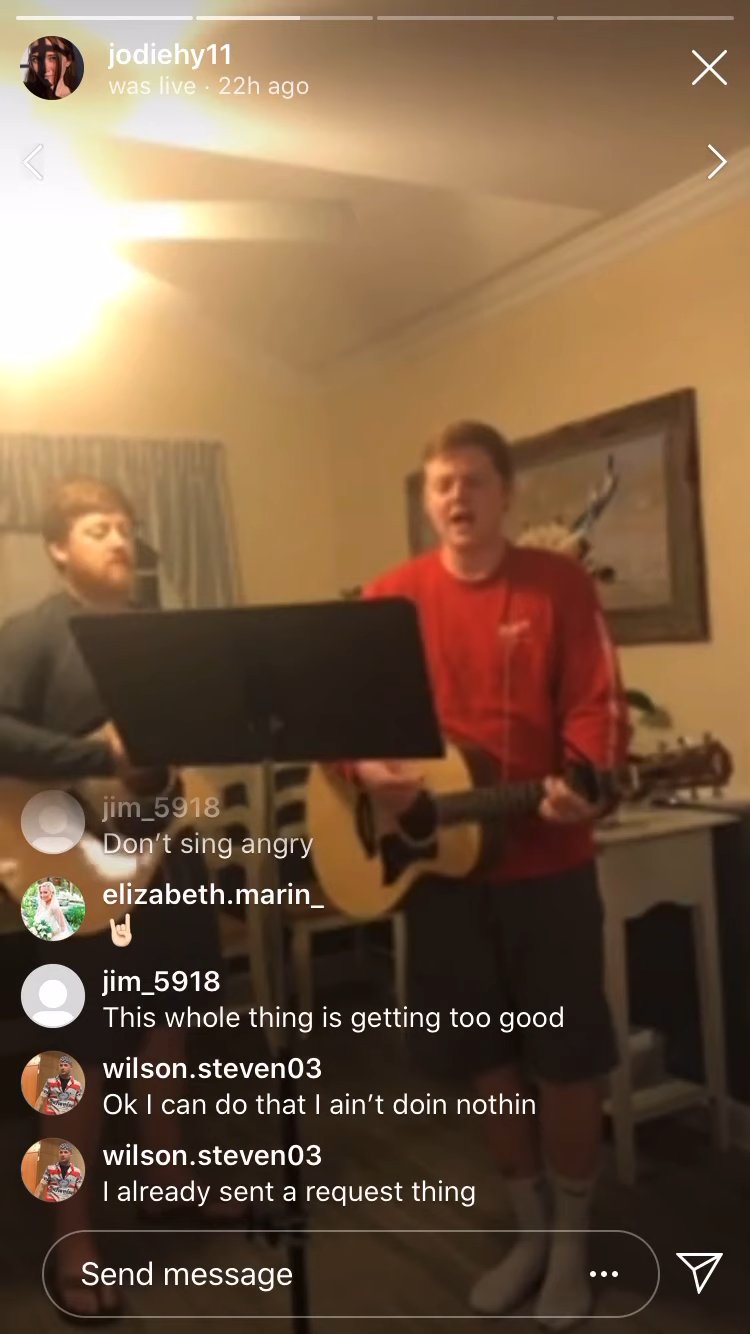 jodiehy11
was live · 22h ago
jim_5918
Don’t sing angry
elizabeth.marin_
🤘🏻
jim_5918
This whole thing is getting too good
wilson.steven03
Ok I can do that I ain’t doin nothin
wilson.steven03
I already sent a request thing
Send message